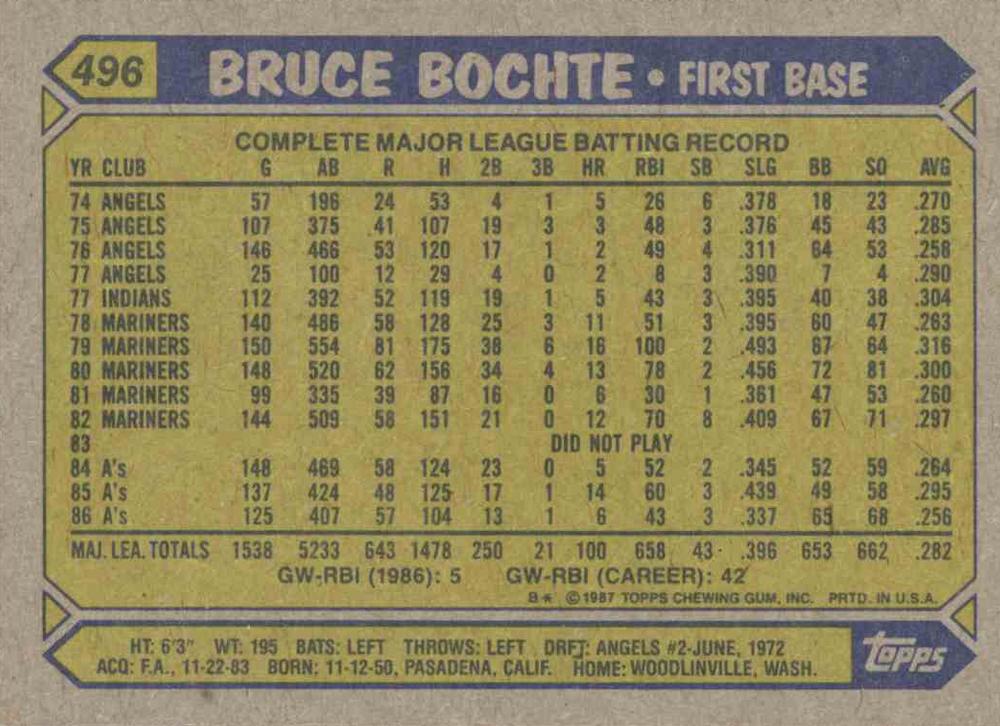 496 BRUCE BOCHTE • FIRST BASE
COMPLETE MAJOR LEAGUE BATTING RECORD
YR CLUB G AB R H 2B 3B HR RBI SB SLG BB SO AVG
74 ANGELS 57 196 24 53 4 1 5 26 6 .378 18 23 .270
75 ANGELS 107 375 41 107 19 3 3 48 3 .376 45 43 .285
76 ANGELS 146 466 53 120 17 1 2 49 4 .311 64 53 .258
77 ANGELS 25 100 12 29 4 0 2 8 3 .390 7 4 .290
77 INDIANS 112 392 52 119 19 1 5 43 3 .395 40 38 .304
78 MARINERS 140 486 58 128 25 3 11 51 3 .395 60 47 .263
79 MARINERS 150 554 81 175 38 6 16 100 2 .493 67 64 .316
80 MARINERS 148 520 62 156 34 4 13 78 2 .456 72 81 .300
81 MARINERS 99 335 39 87 16 0 6 30 1 .361 47 53 .260
82 MARINERS 144 509 58 151 21 0 12 70 8 .409 67 71 .297
83 DID NOT PLAY
84 A's 148 469 58 124 23 0 5 52 2 .345 52 59 .264
85 A's 137 424 48 125 17 1 14 60 3 .439 49 58 .295
86 A's 125 407 57 104 13 1 6 43 3 .337 65 68 .256
MAJ. LEA. TOTALS 1538 5233 643 1478 250 21 100 658 43 .396 653 662 .282
GW-RBI (1986): 5 GW-RBI (CAREER): 42
B* ©1987 TOPPS CHEWING GUM, INC. PRTD. IN U.S.A.
HT: 6'3" WT: 195 BATS: LEFT THROWS: LEFT DRFT: ANGELS #2-JUNE, 1972
ACQ: F.A., 11-22-83 BORN: 11-12-50, PASADENA, CALIF. HOME: WOODLINVILLE, WASH.
topps